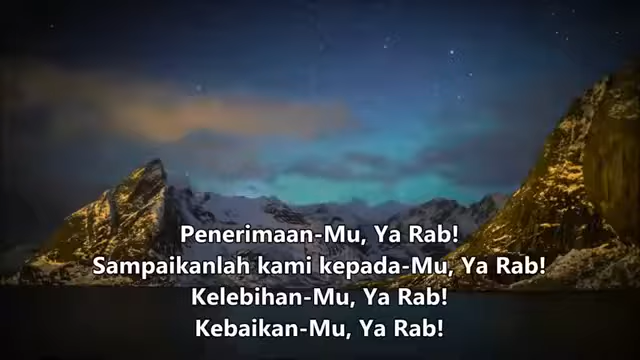 Penerimaan-Mu, Ya Rab!
Sampaikanlah kami kepada-Mu, Ya Rab!
Kelebihan-Mu, Ya Rab!
Kebaikan-Mu, Ya Rab!